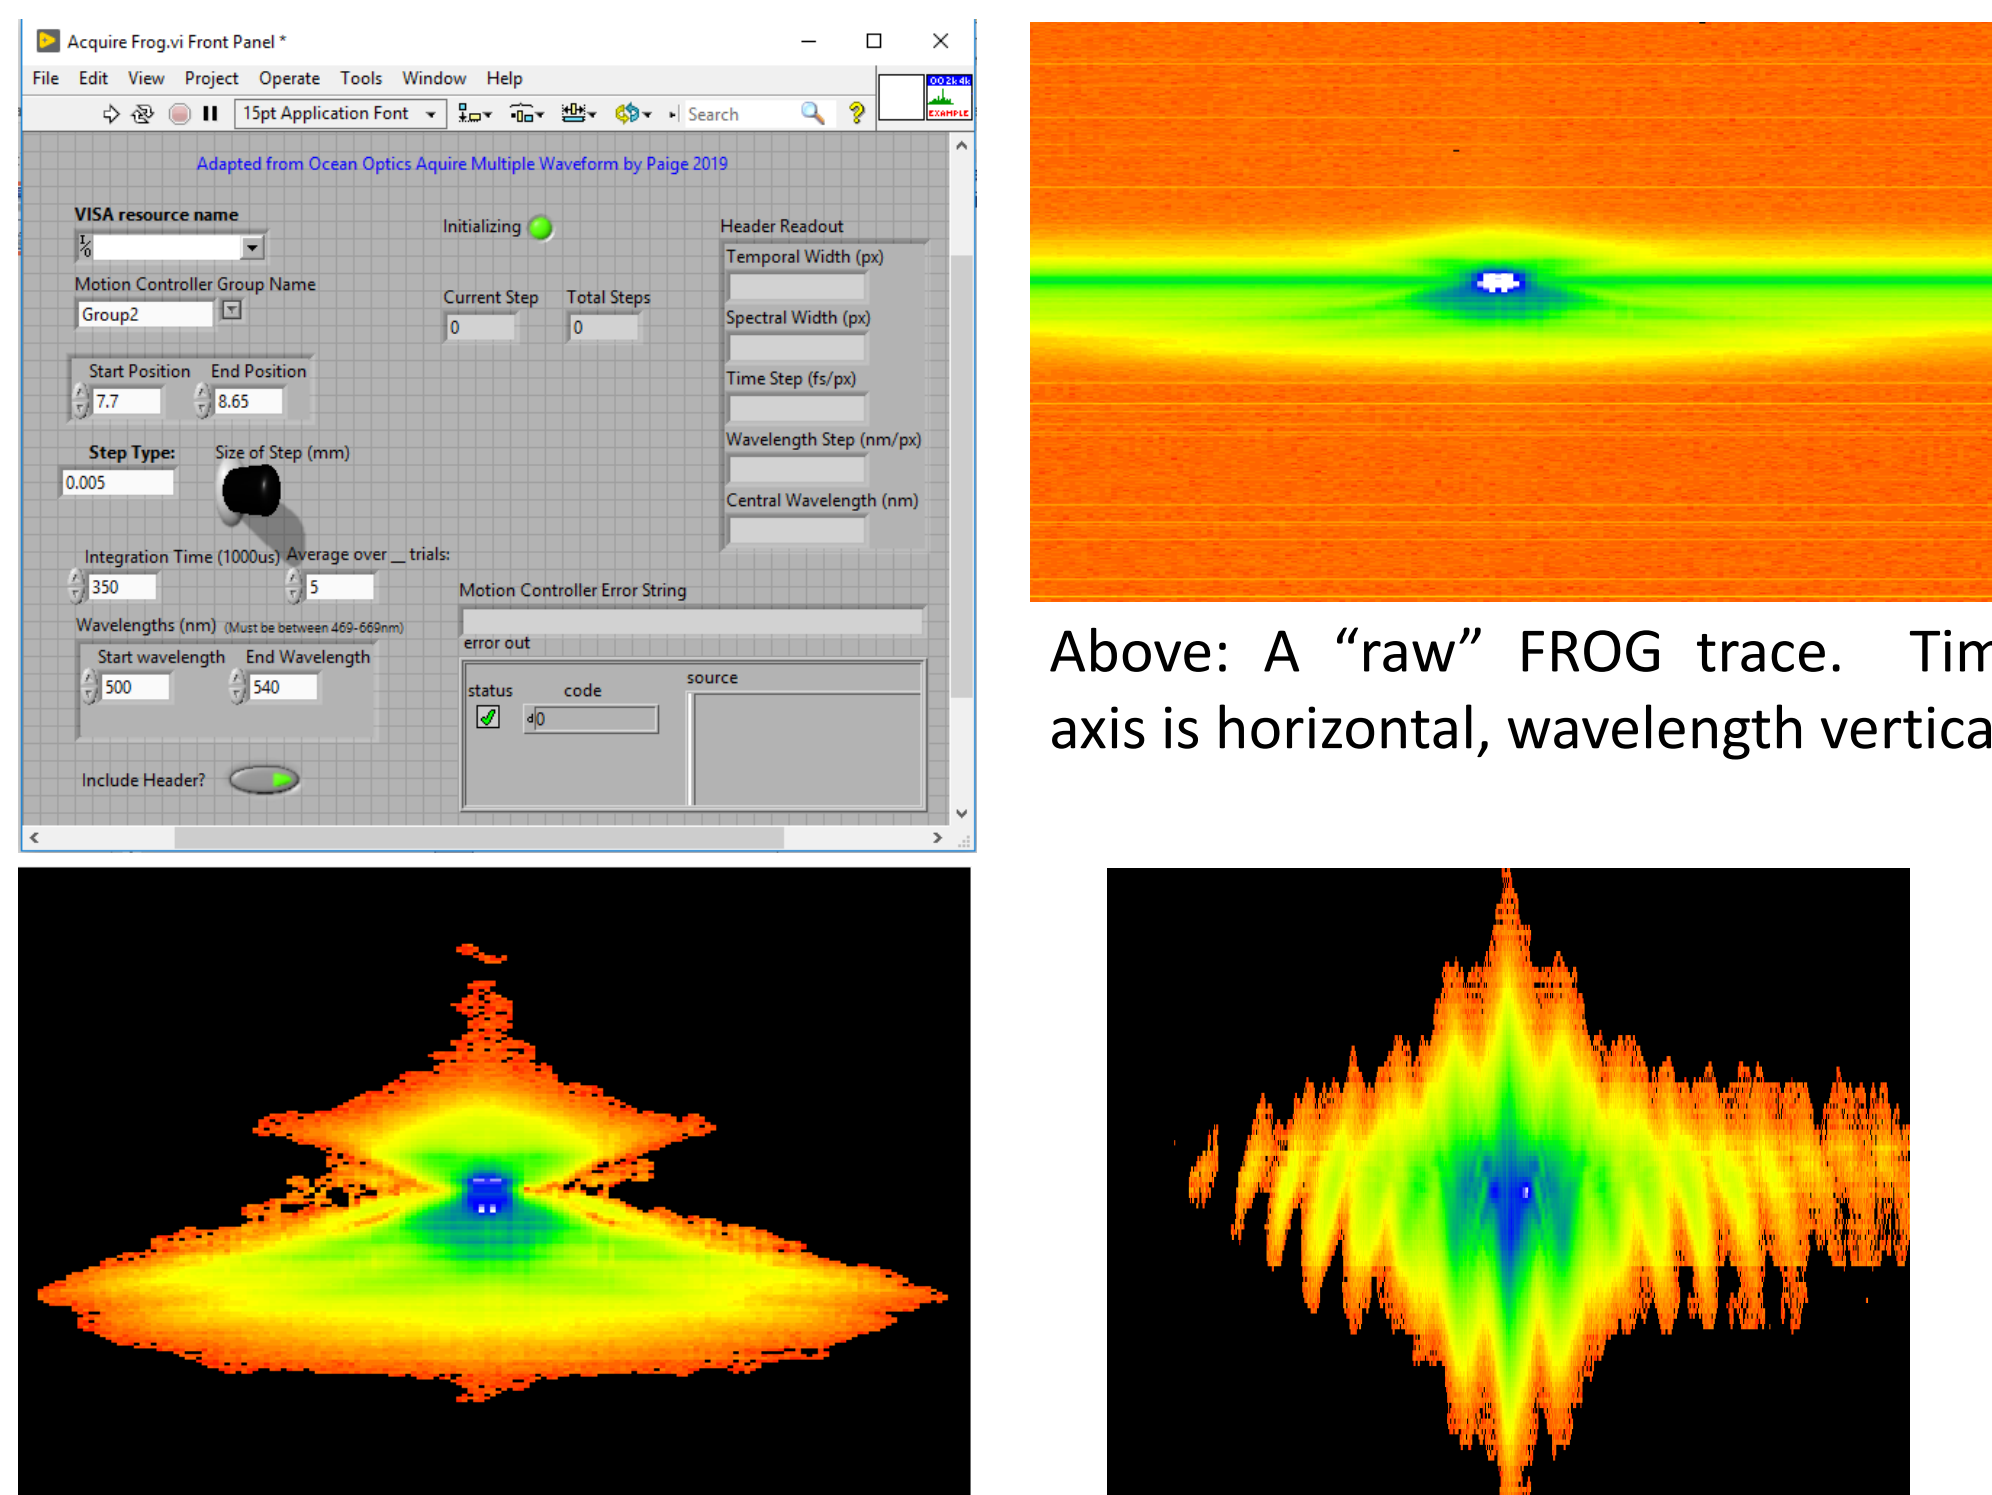 Acquire Frog.vi Front Panel *
File Edit View Project Operate Tools Window Help
15pt Application Font
Search
OO2k4k
EXAMPLE
Adapted from Ocean Optics Aquire Multiple Waveform by Paige 2019
VISA resource name
I/O
Motion Controller Group Name
Group2
Start Position End Position
7.7 8.65
Step Type: Size of Step (mm)
0.005
Integration Time (1000us) Average over __ trials:
350 5
Wavelengths (nm) (Must be between 469-669nm)
Start wavelength End Wavelength
500 540
Include Header?
Initializing
Current Step Total Steps
0 0
Header Readout
Temporal Width (px)
Spectral Width (px)
Time Step (fs/px)
Wavelength Step (nm/px)
Central Wavelength (nm)
Motion Controller Error String
error out
status code source
d0
Above: A “raw” FROG trace. Tim
axis is horizontal, wavelength vertica